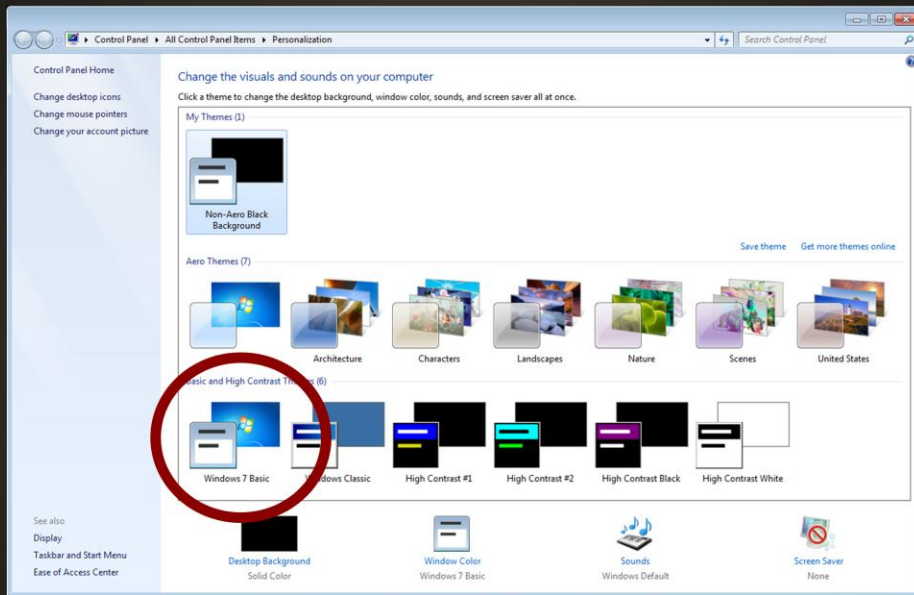 Control Panel ▸ All Control Panel Items ▸ Personalization
Search Control Panel
Control Panel Home
Change desktop icons
Change mouse pointers
Change your account picture
Change the visuals and sounds on your computer
Click a theme to change the desktop background, window color, sounds, and screen saver all at once.
My Themes (1)
Non-Aero Black
Background
Save theme Get more themes online
Aero Themes (7)
Architecture Characters Landscapes Nature Scenes United States
Basic and High Contrast Themes (6)
Windows 7 Basic Windows Classic High Contrast #1 High Contrast #2 High Contrast Black High Contrast White
See also
Display
Taskbar and Start Menu
Ease of Access Center
Desktop Background Window Color Sounds Screen Saver
Solid Color Windows 7 Basic Windows Default None